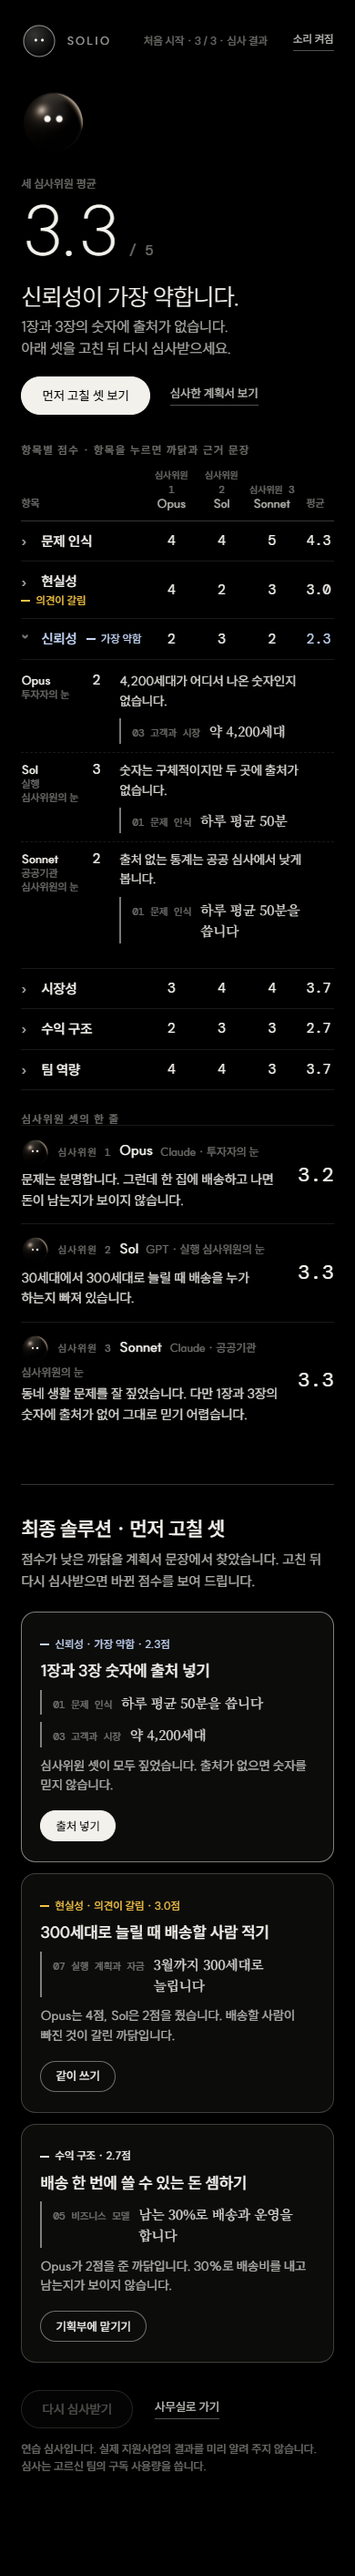 SOLIO
처음 시작 · 3 / 3 · 심사 결과
소리 켜짐
세 심사위원 평균
3.3 / 5
신뢰성이 가장 약합니다.
1장과 3장의 숫자에 출처가 없습니다.
아래 셋을 고친 뒤 다시 심사받으세요.
먼저 고칠 셋 보기
심사한 계획서 보기
항목별 점수 · 항목을 누르면 까닭과 근거 문장
항목
심사위원
1
Opus
심사위원
2
Sol
심사위원 3
Sonnet
평균
문제 인식 4 4 5 4.3
현실성
의견이 갈림
4 2 3 3.0
신뢰성 가장 약함 2 3 2 2.3
Opus
투자자의 눈
2
4,200세대가 어디서 나온 숫자인지
없습니다.
03 고객과 시장 약 4,200세대
Sol
실행
심사위원의 눈
3
숫자는 구체적이지만 두 곳에 출처가
없습니다.
01 문제 인식 하루 평균 50분
Sonnet
공공기관
심사위원의 눈
2
출처 없는 통계는 공공 심사에서 낮게
봅니다.
01 문제 인식 하루 평균 50분을
씁니다
시장성 3 4 4 3.7
수익 구조 2 3 3 2.7
팀 역량 4 4 3 3.7
심사위원 셋의 한 줄
심사위원 1 Opus Claude · 투자자의 눈
문제는 분명합니다. 그런데 한 집에 배송하고 나면
돈이 남는지가 보이지 않습니다.
3.2
심사위원 2 Sol GPT · 실행 심사위원의 눈
30세대에서 300세대로 늘릴 때 배송을 누가
하는지 빠져 있습니다.
3.3
심사위원 3 Sonnet Claude · 공공기관
심사위원의 눈
동네 생활 문제를 잘 짚었습니다. 다만 1장과 3장의
숫자에 출처가 없어 그대로 믿기 어렵습니다.
3.3
최종 솔루션 · 먼저 고칠 셋
점수가 낮은 까닭을 계획서 문장에서 찾았습니다. 고친 뒤
다시 심사받으면 바뀐 점수를 보여 드립니다.
신뢰성 · 가장 약함 · 2.3점
1장과 3장 숫자에 출처 넣기
01 문제 인식 하루 평균 50분을 씁니다
03 고객과 시장 약 4,200세대
심사위원 셋이 모두 짚었습니다. 출처가 없으면 숫자를
믿지 않습니다.
출처 넣기
현실성 · 의견이 갈림 · 3.0점
300세대로 늘릴 때 배송할 사람 적기
07 실행 계획과 자금 3월까지 300세대로
늘립니다
Opus는 4점, Sol은 2점을 줬습니다. 배송할 사람이
빠진 것이 갈린 까닭입니다.
같이 쓰기
수익 구조 · 2.7점
배송 한 번에 쓸 수 있는 돈 셈하기
05 비즈니스 모델 남는 30%로 배송과 운영을
합니다
Opus가 2점을 준 까닭입니다. 30%로 배송비를 내고
남는지가 보이지 않습니다.
기획부에 맡기기
다시 심사받기
사무실로 가기
연습 심사입니다. 실제 지원사업의 결과를 미리 알려 주지 않습니다.
심사는 고르신 팀의 구독 사용량을 씁니다.